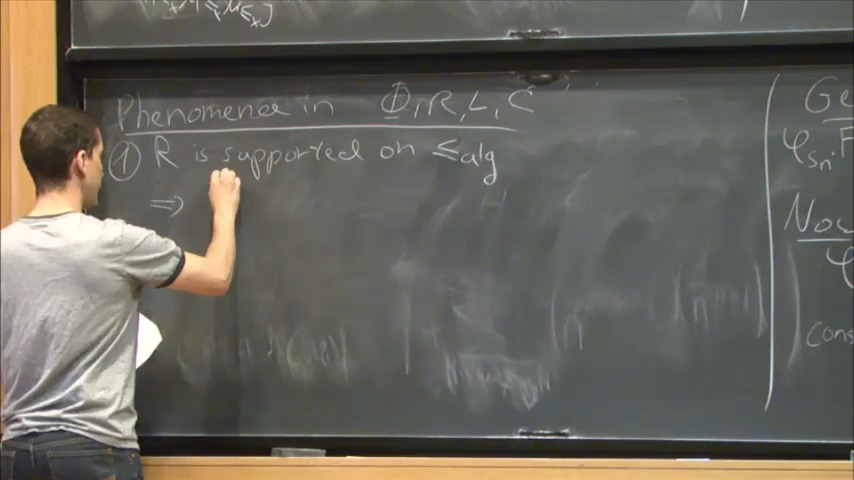 Phenomena in Φ, R, L, C
① R is supported on ≤alg
⇒
Ge
φsn
Now
φ
Cons